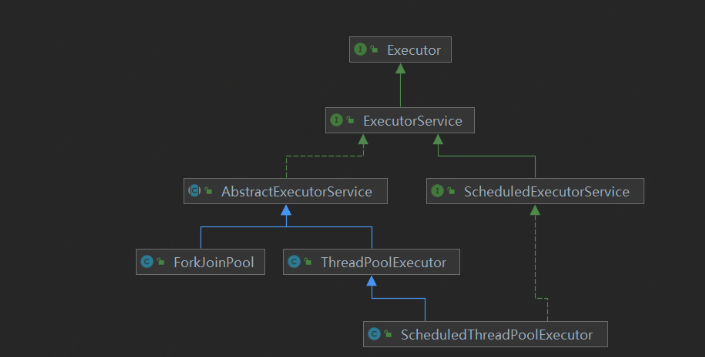 Executor
ExecutorService
AbstractExecutorService
ScheduledExecutorService
ForkJoinPool
ThreadPoolExecutor
ScheduledThreadPoolExecutor